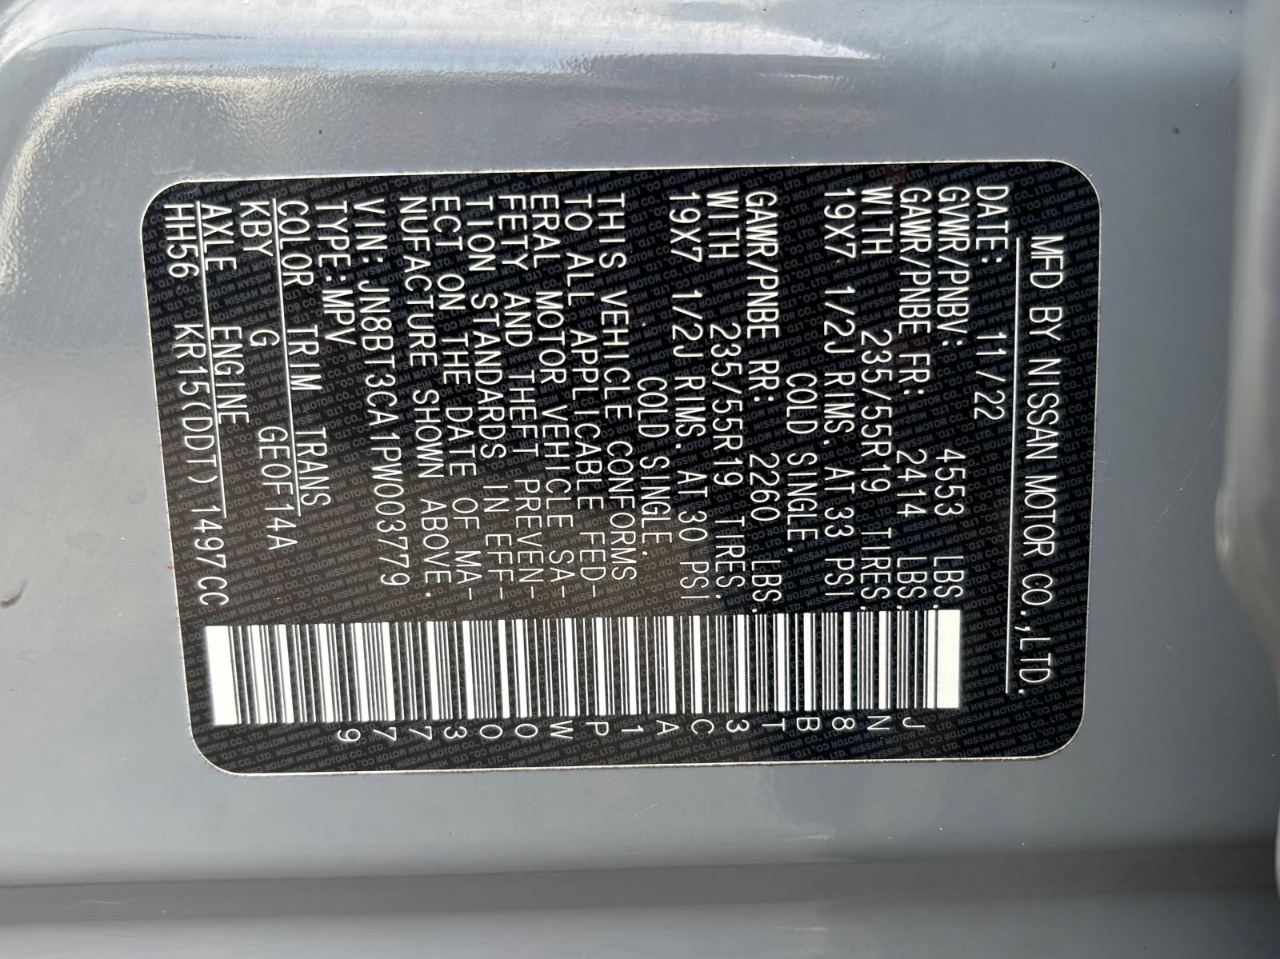 MFD BY NISSAN MOTOR CO.,LTD.
DATE: 11/22
GVWR/PNBV: 4553 LBS.
GAWR/PNBE FR: 2414 LBS.
WITH 235/55R19 TIRES.
19X7 1/2J RIMS. AT 33 PSI
COLD SINGLE.
GAWR/PNBE RR: 2260 LBS.
WITH 235/55R19 TIRES.
19X7 1/2J RIMS. AT 30 PSI
COLD SINGLE.
THIS VEHICLE CONFORMS
TO ALL APPLICABLE FED-
ERAL MOTOR VEHICLE SA-
FETY AND THEFT PREVEN-
TION STANDARDS IN EFF-
ECT ON THE DATE OF MA-
NUFACTURE SHOWN ABOVE.
VIN: JN8BT3CA1PW003779
TYPE:MPV
COLOR TRIM TRANS
KBY G GE0F14A
AXLE ENGINE
HH56 KR15(DDT)1497CC
JN8BT3CA1PW003779